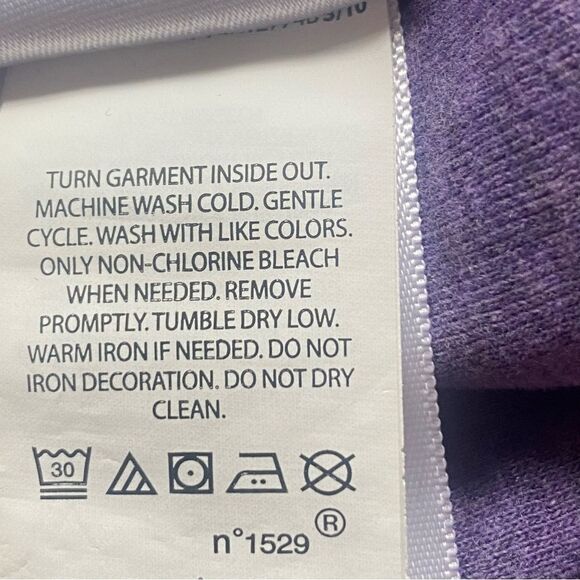 TURN GARMENT INSIDE OUT.
MACHINE WASH COLD. GENTLE
CYCLE. WASH WITH LIKE COLORS.
ONLY NON-CHLORINE BLEACH
WHEN NEEDED. REMOVE
PROMPTLY. TUMBLE DRY LOW.
WARM IRON IF NEEDED. DO NOT
IRON DECORATION. DO NOT DRY
CLEAN.
30
n°1529 ®